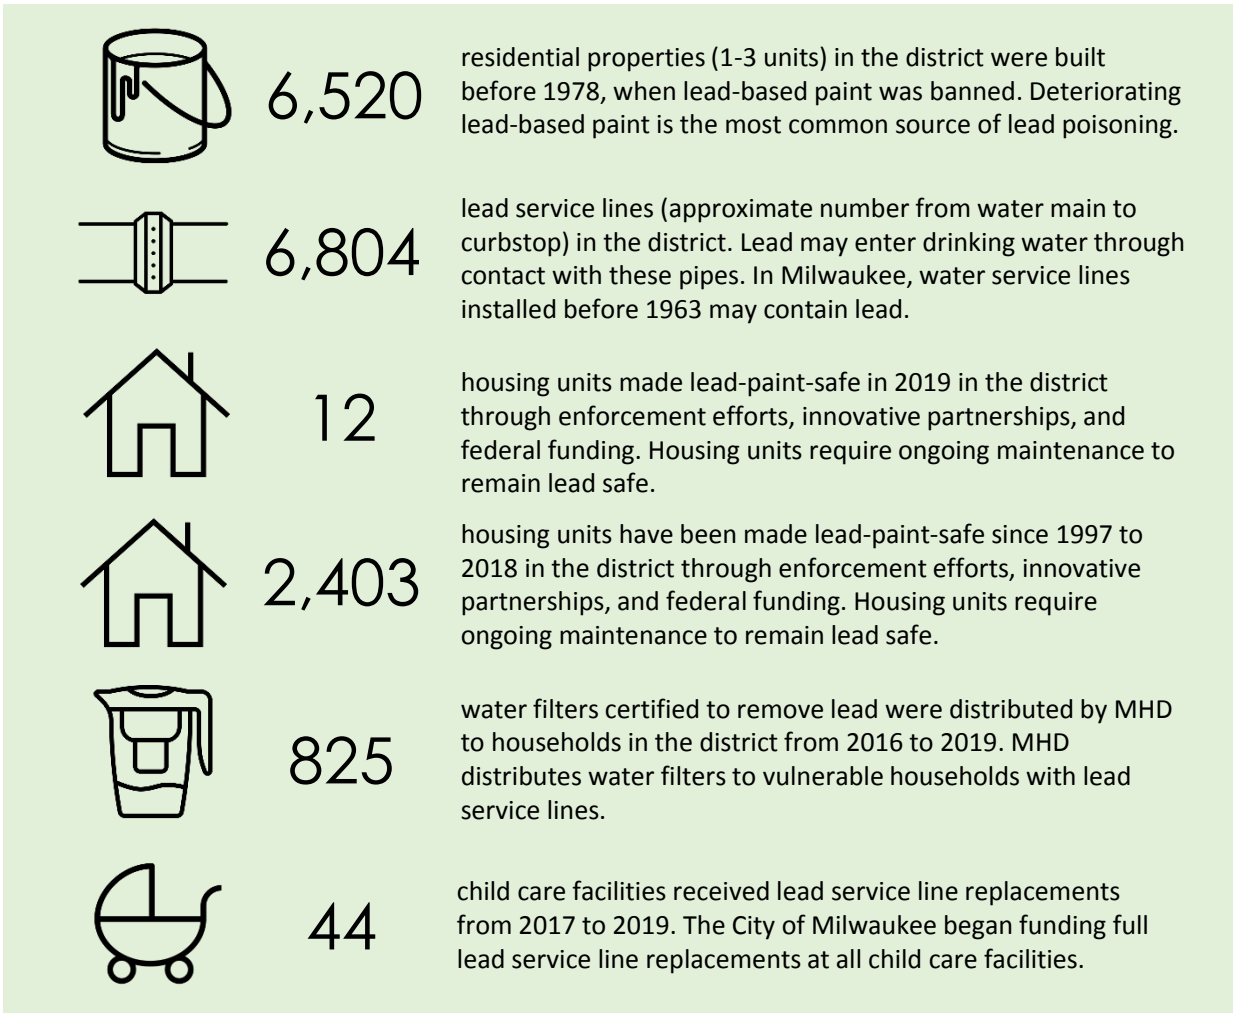 6,520
residential properties (1-3 units) in the district were built
before 1978, when lead-based paint was banned. Deteriorating
lead-based paint is the most common source of lead poisoning.
6,804
lead service lines (approximate number from water main to
curbstop) in the district. Lead may enter drinking water through
contact with these pipes. In Milwaukee, water service lines
installed before 1963 may contain lead.
12
housing units made lead-paint-safe in 2019 in the district
through enforcement efforts, innovative partnerships, and
federal funding. Housing units require ongoing maintenance to
remain lead safe.
2,403
housing units have been made lead-paint-safe since 1997 to
2018 in the district through enforcement efforts, innovative
partnerships, and federal funding. Housing units require
ongoing maintenance to remain lead safe.
825
water filters certified to remove lead were distributed by MHD
to households in the district from 2016 to 2019. MHD
distributes water filters to vulnerable households with lead
service lines.
44
child care facilities received lead service line replacements
from 2017 to 2019. The City of Milwaukee began funding full
lead service line replacements at all child care facilities.